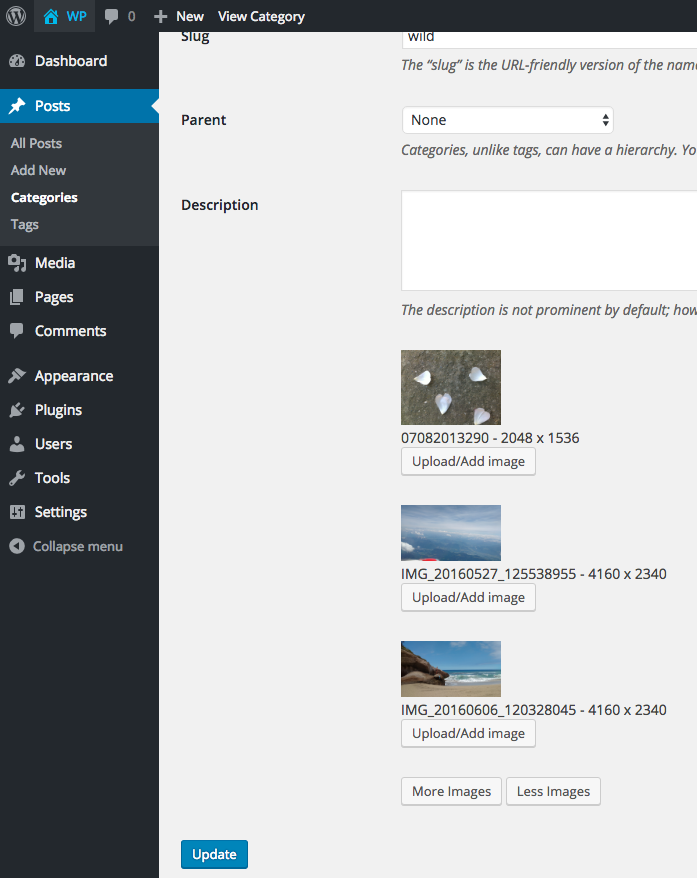 WP 0 New View Category
Dashboard
Posts
All Posts
Add New
Categories
Tags
Media
Pages
Comments
Appearance
Plugins
Users
Tools
Settings
Collapse menu
Slug wild
The “slug” is the URL-friendly version of the name
Parent None
Categories, unlike tags, can have a hierarchy. Yo
Description
The description is not prominent by default; how
07082013290 - 2048 x 1536
Upload/Add image
IMG_20160527_125538955 - 4160 x 2340
Upload/Add image
IMG_20160606_120328045 - 4160 x 2340
Upload/Add image
More Images Less Images
Update